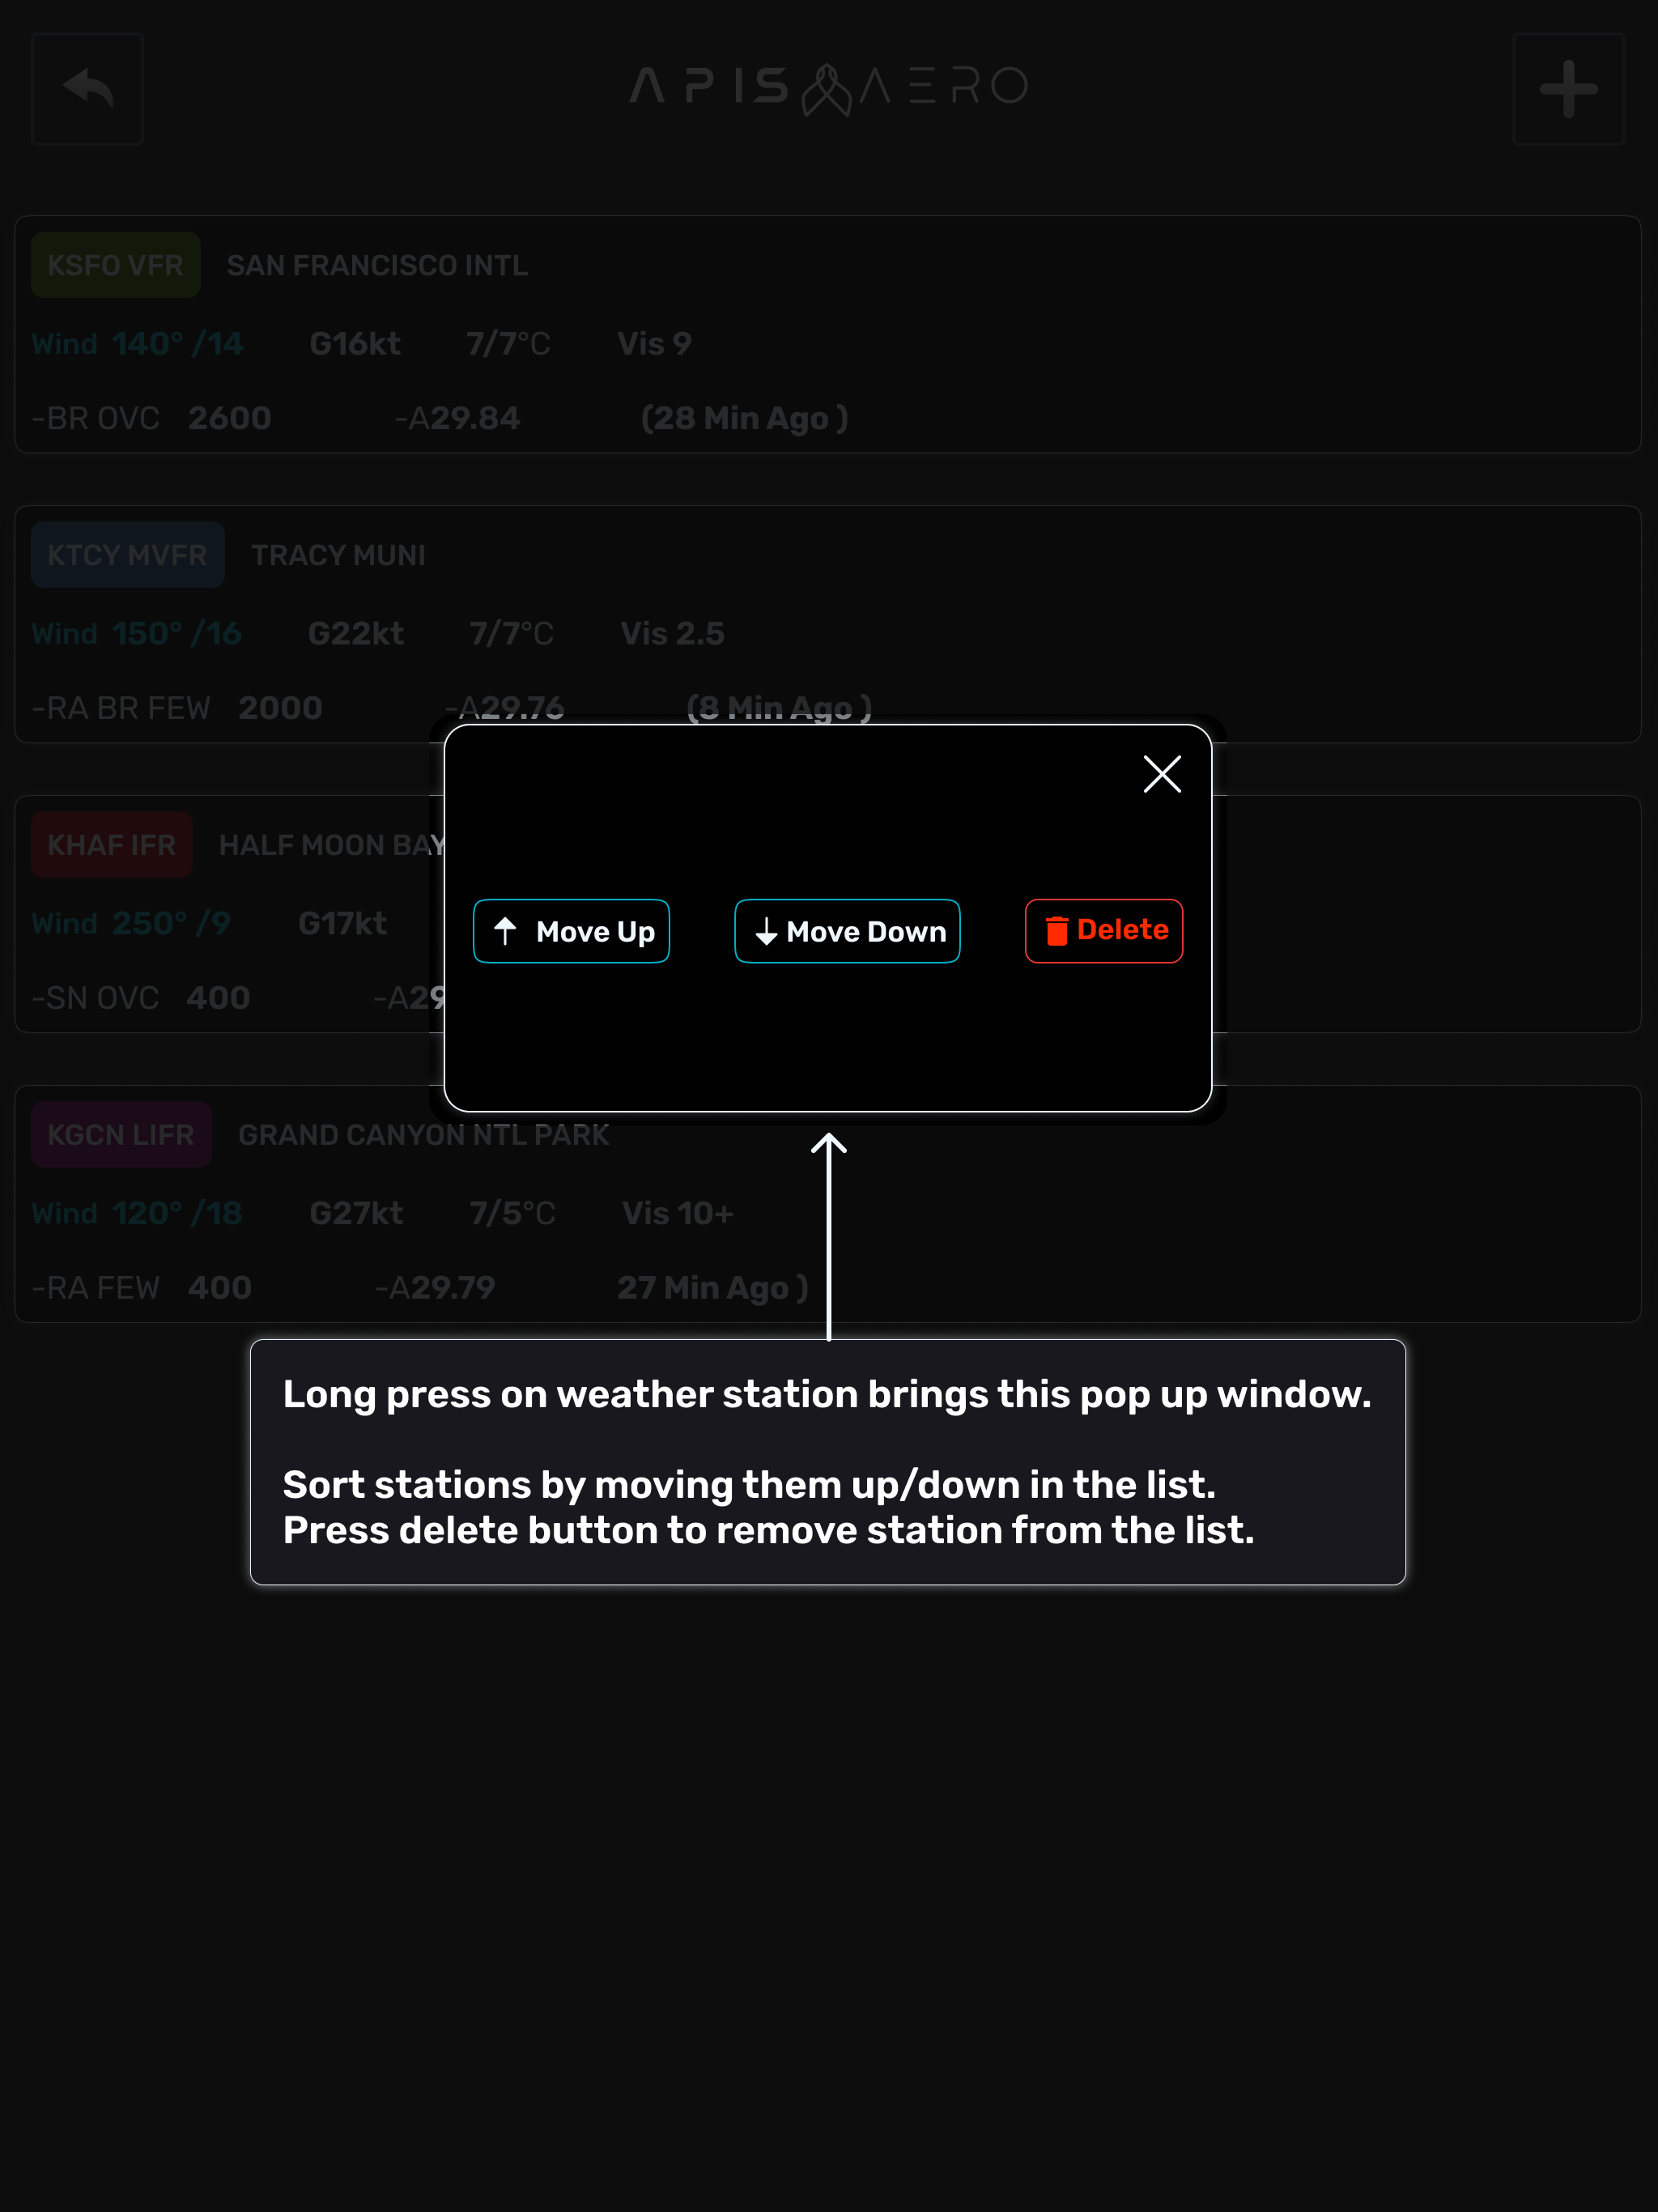 APIS AERO
KSFO VFR SAN FRANCISCO INTL
Wind 140° /14 G16kt 7/7°C Vis 9
-BR OVC 2600 -A29.84 (28 Min Ago )
KTCY MVFR TRACY MUNI
Wind 150° /16 G22kt 7/7°C Vis 2.5
-RA BR FEW 2000 -A29.76 (8 Min Ago )
KHAF IFR HALF MOON BAY
Wind 250° /9 G17kt
-SN OVC 400 -A29
Move Up Move Down Delete
KGCN LIFR GRAND CANYON NTL PARK
Wind 120° /18 G27kt 7/5°C Vis 10+
-RA FEW 400 -A29.79 27 Min Ago )
Long press on weather station brings this pop up window.
Sort stations by moving them up/down in the list.
Press delete button to remove station from the list.